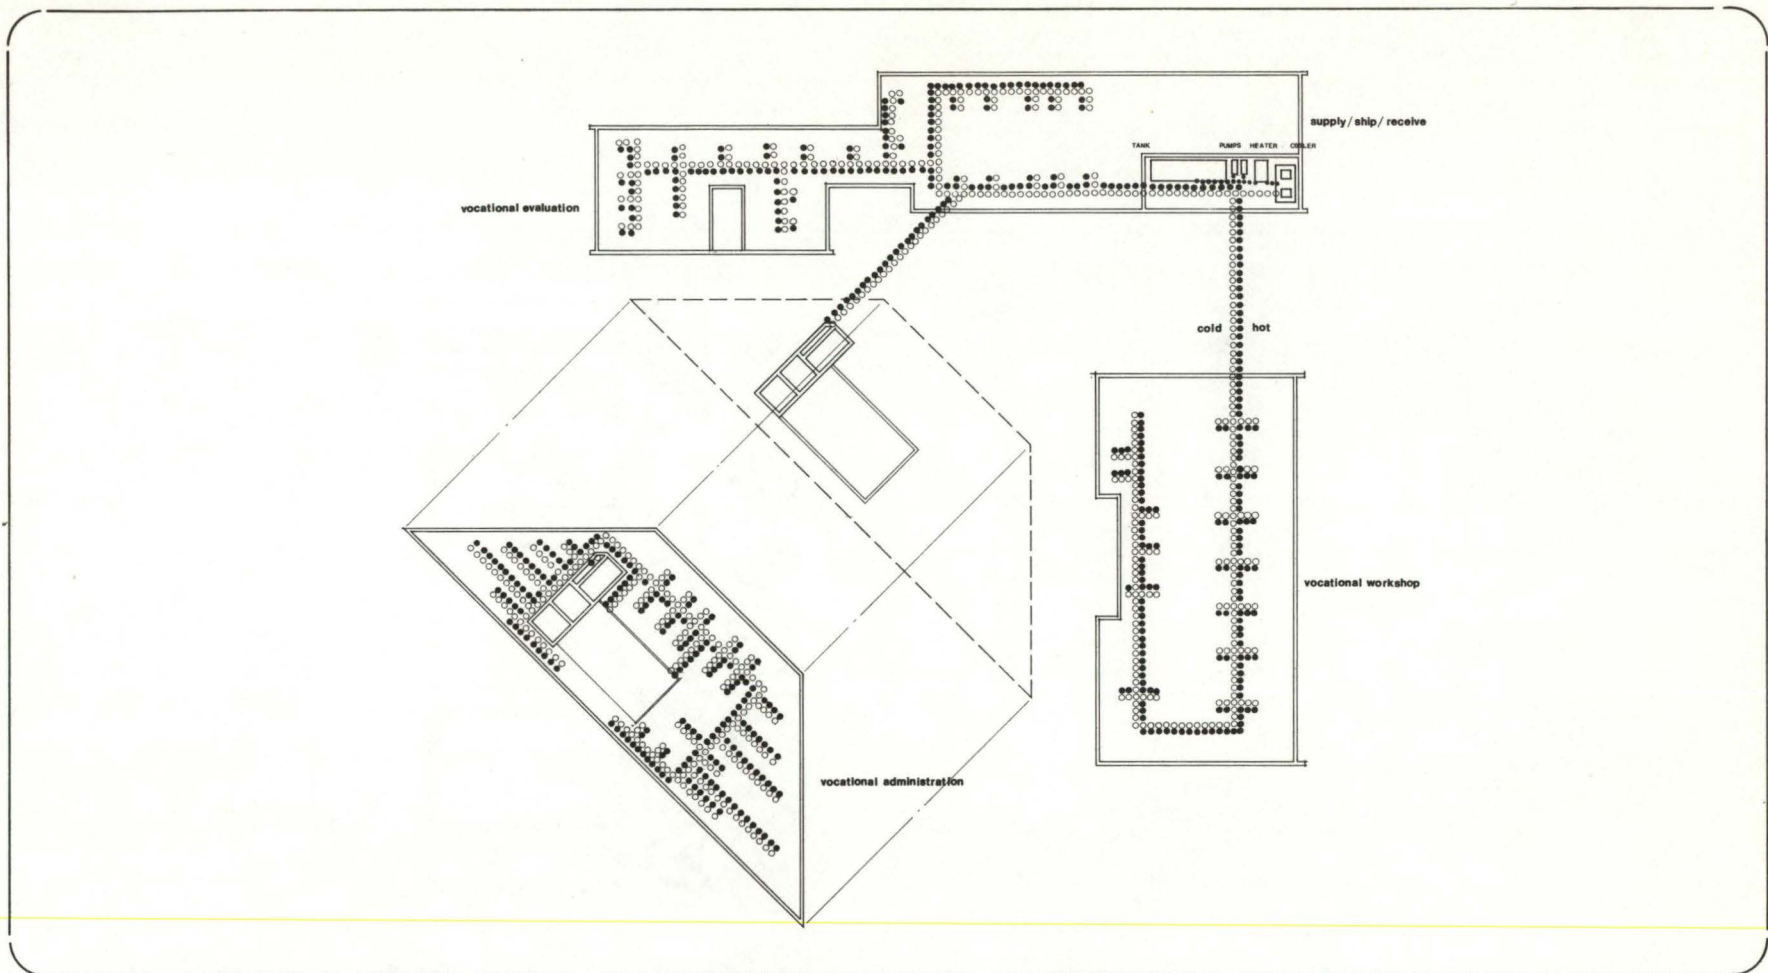 supply/ship/receive
TANK PUMPS HEATER COOLER
vocational evaluation
cold hot
vocational workshop
vocational administration